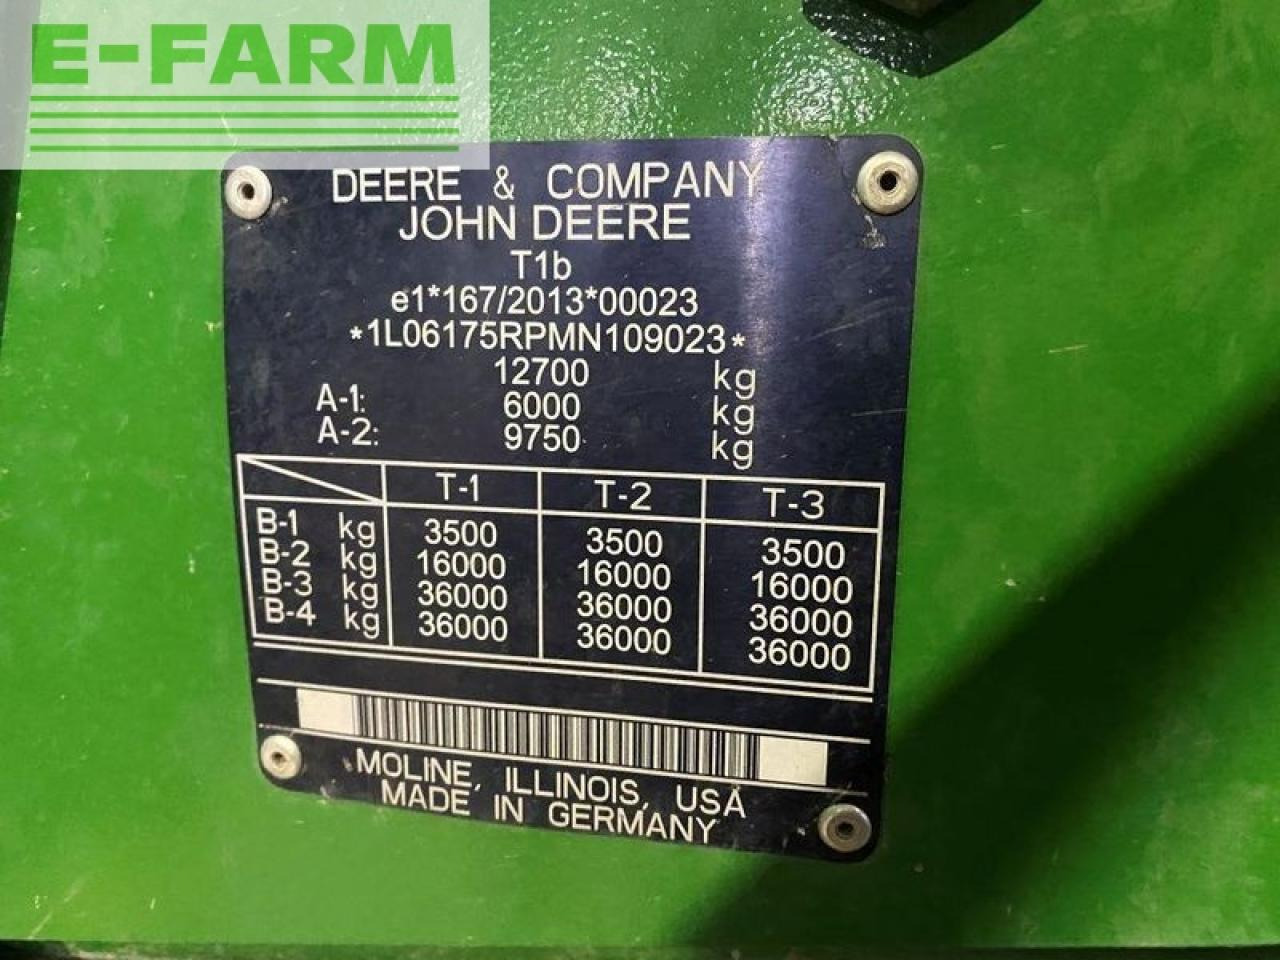 E-FARM
DEERE & COMPANY
JOHN DEERE
T1b
e1*167/2013*00023
*1L06175RPMN109023*
12700 kg
A-1: 6000 kg
A-2: 9750 kg
T-1 T-2 T-3
B-1 kg 3500 3500 3500
B-2 kg 16000 16000 16000
B-3 kg 36000 36000 36000
B-4 kg 36000 36000 36000
MOLINE, ILLINOIS, USA
MADE IN GERMANY